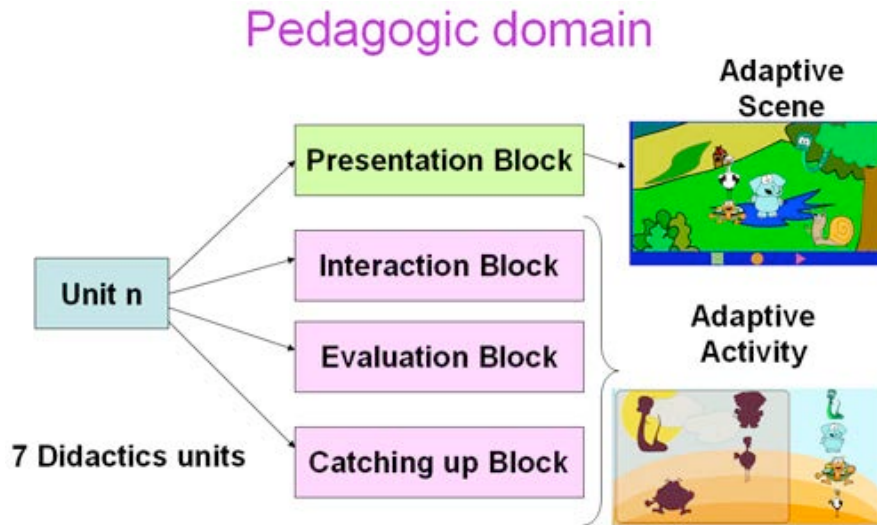 Pedagogic domain
Adaptive
Scene
Presentation Block
Interaction Block
Unit n
Evaluation Block
Adaptive
Activity
7 Didactics units
Catching up Block